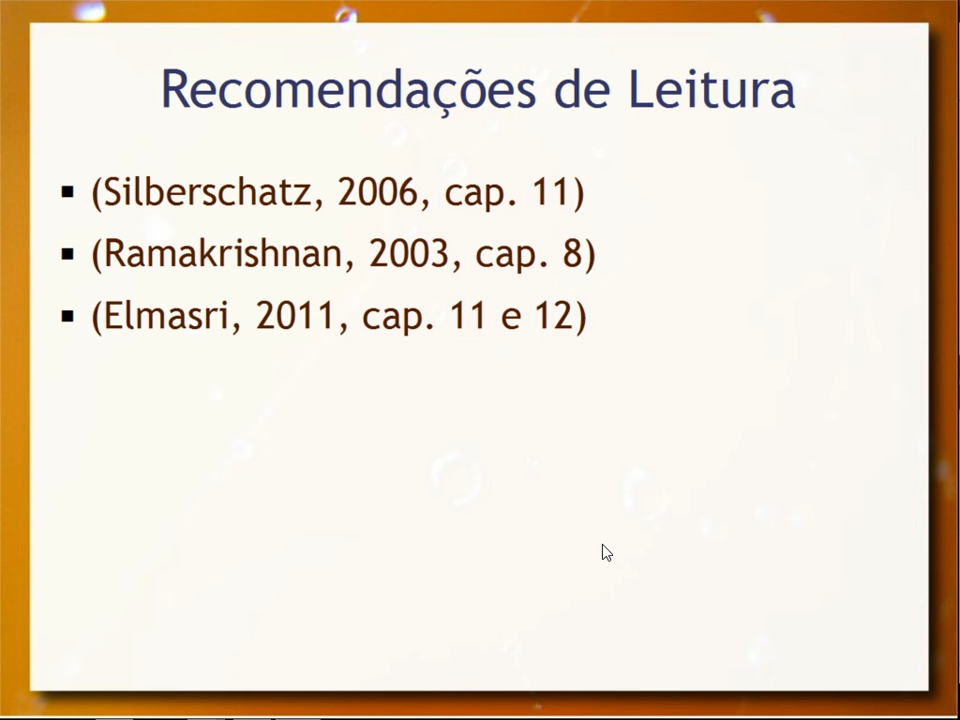 Recomendações de Leitura
(Silberschatz, 2006, cap. 11)
(Ramakrishnan, 2003, cap. 8)
(Elmasri, 2011, cap. 11 e 12)